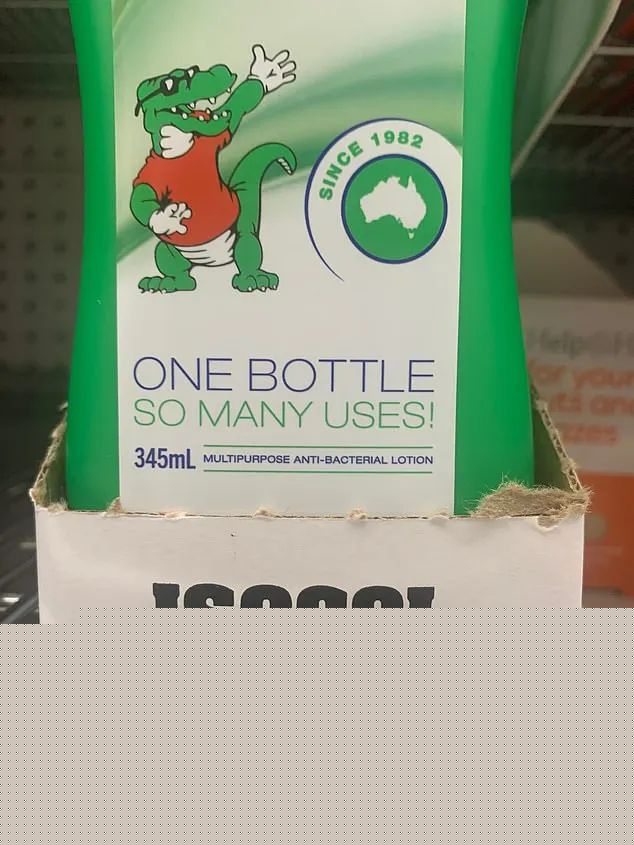 SINCE 1982
ONE BOTTLE
SO MANY USES!
345mL MULTIPURPOSE ANTI-BACTERIAL LOTION